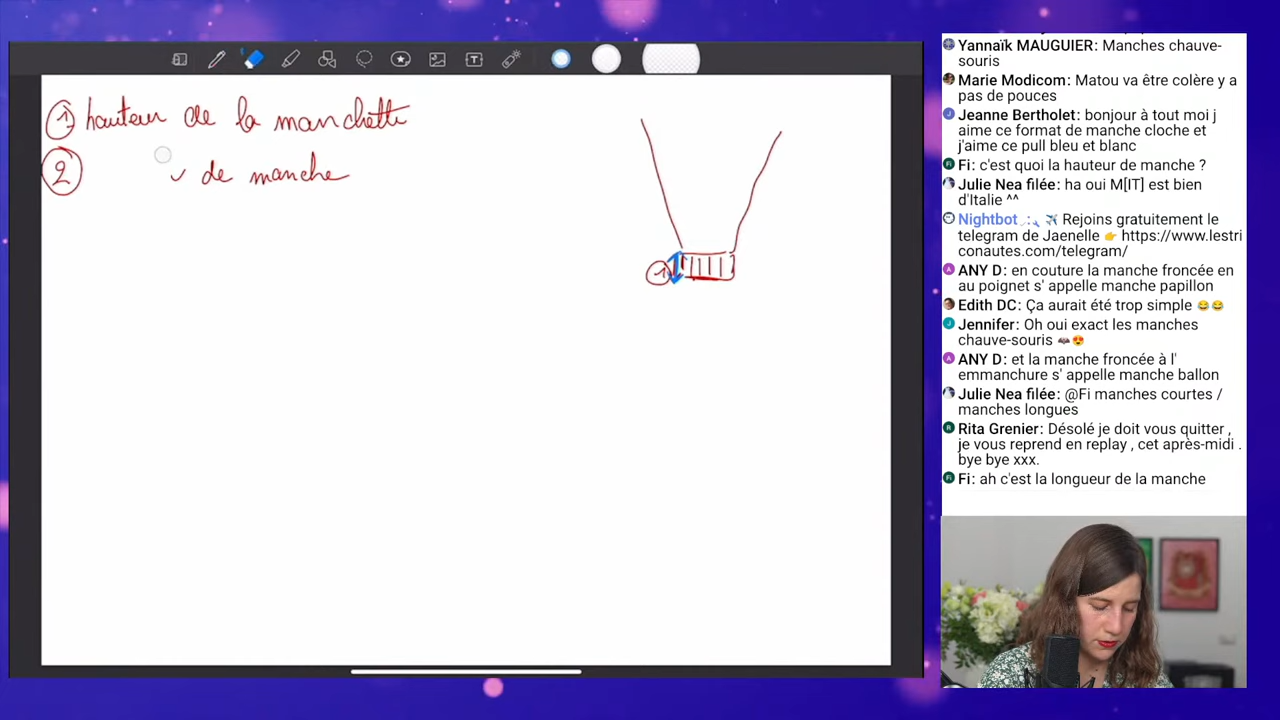 ① hauteur de la manchette
② de manche
①
Yannaïk MAUGUIER: Manches chauve-
souris
Marie Modicom: Matou va être colère y a
pas de pouces
Jeanne Bertholet: bonjour à tout moi j
aime ce format de manche cloche et
j'aime ce pull bleu et blanc
Fi: c'est quoi la hauteur de manche ?
Julie Nea filée: ha oui M[IT] est bien
d'Italie ^^
Nightbot : Rejoins gratuitement le
telegram de Jaenelle 👉 https://www.lestri
conautes.com/telegram/
ANY D: en couture la manche froncée en
au poignet s' appelle manche papillon
Edith DC: Ça aurait été trop simple 😂😂
Jennifer: Oh oui exact les manches
chauve-souris 🦇😍
ANY D: et la manche froncée à l'
emmanchure s' appelle manche ballon
Julie Nea filée: @Fi manches courtes /
manches longues
Rita Grenier: Désolé je doit vous quitter ,
je vous reprend en replay , cet après-midi .
bye bye xxx.
Fi: ah c'est la longueur de la manche